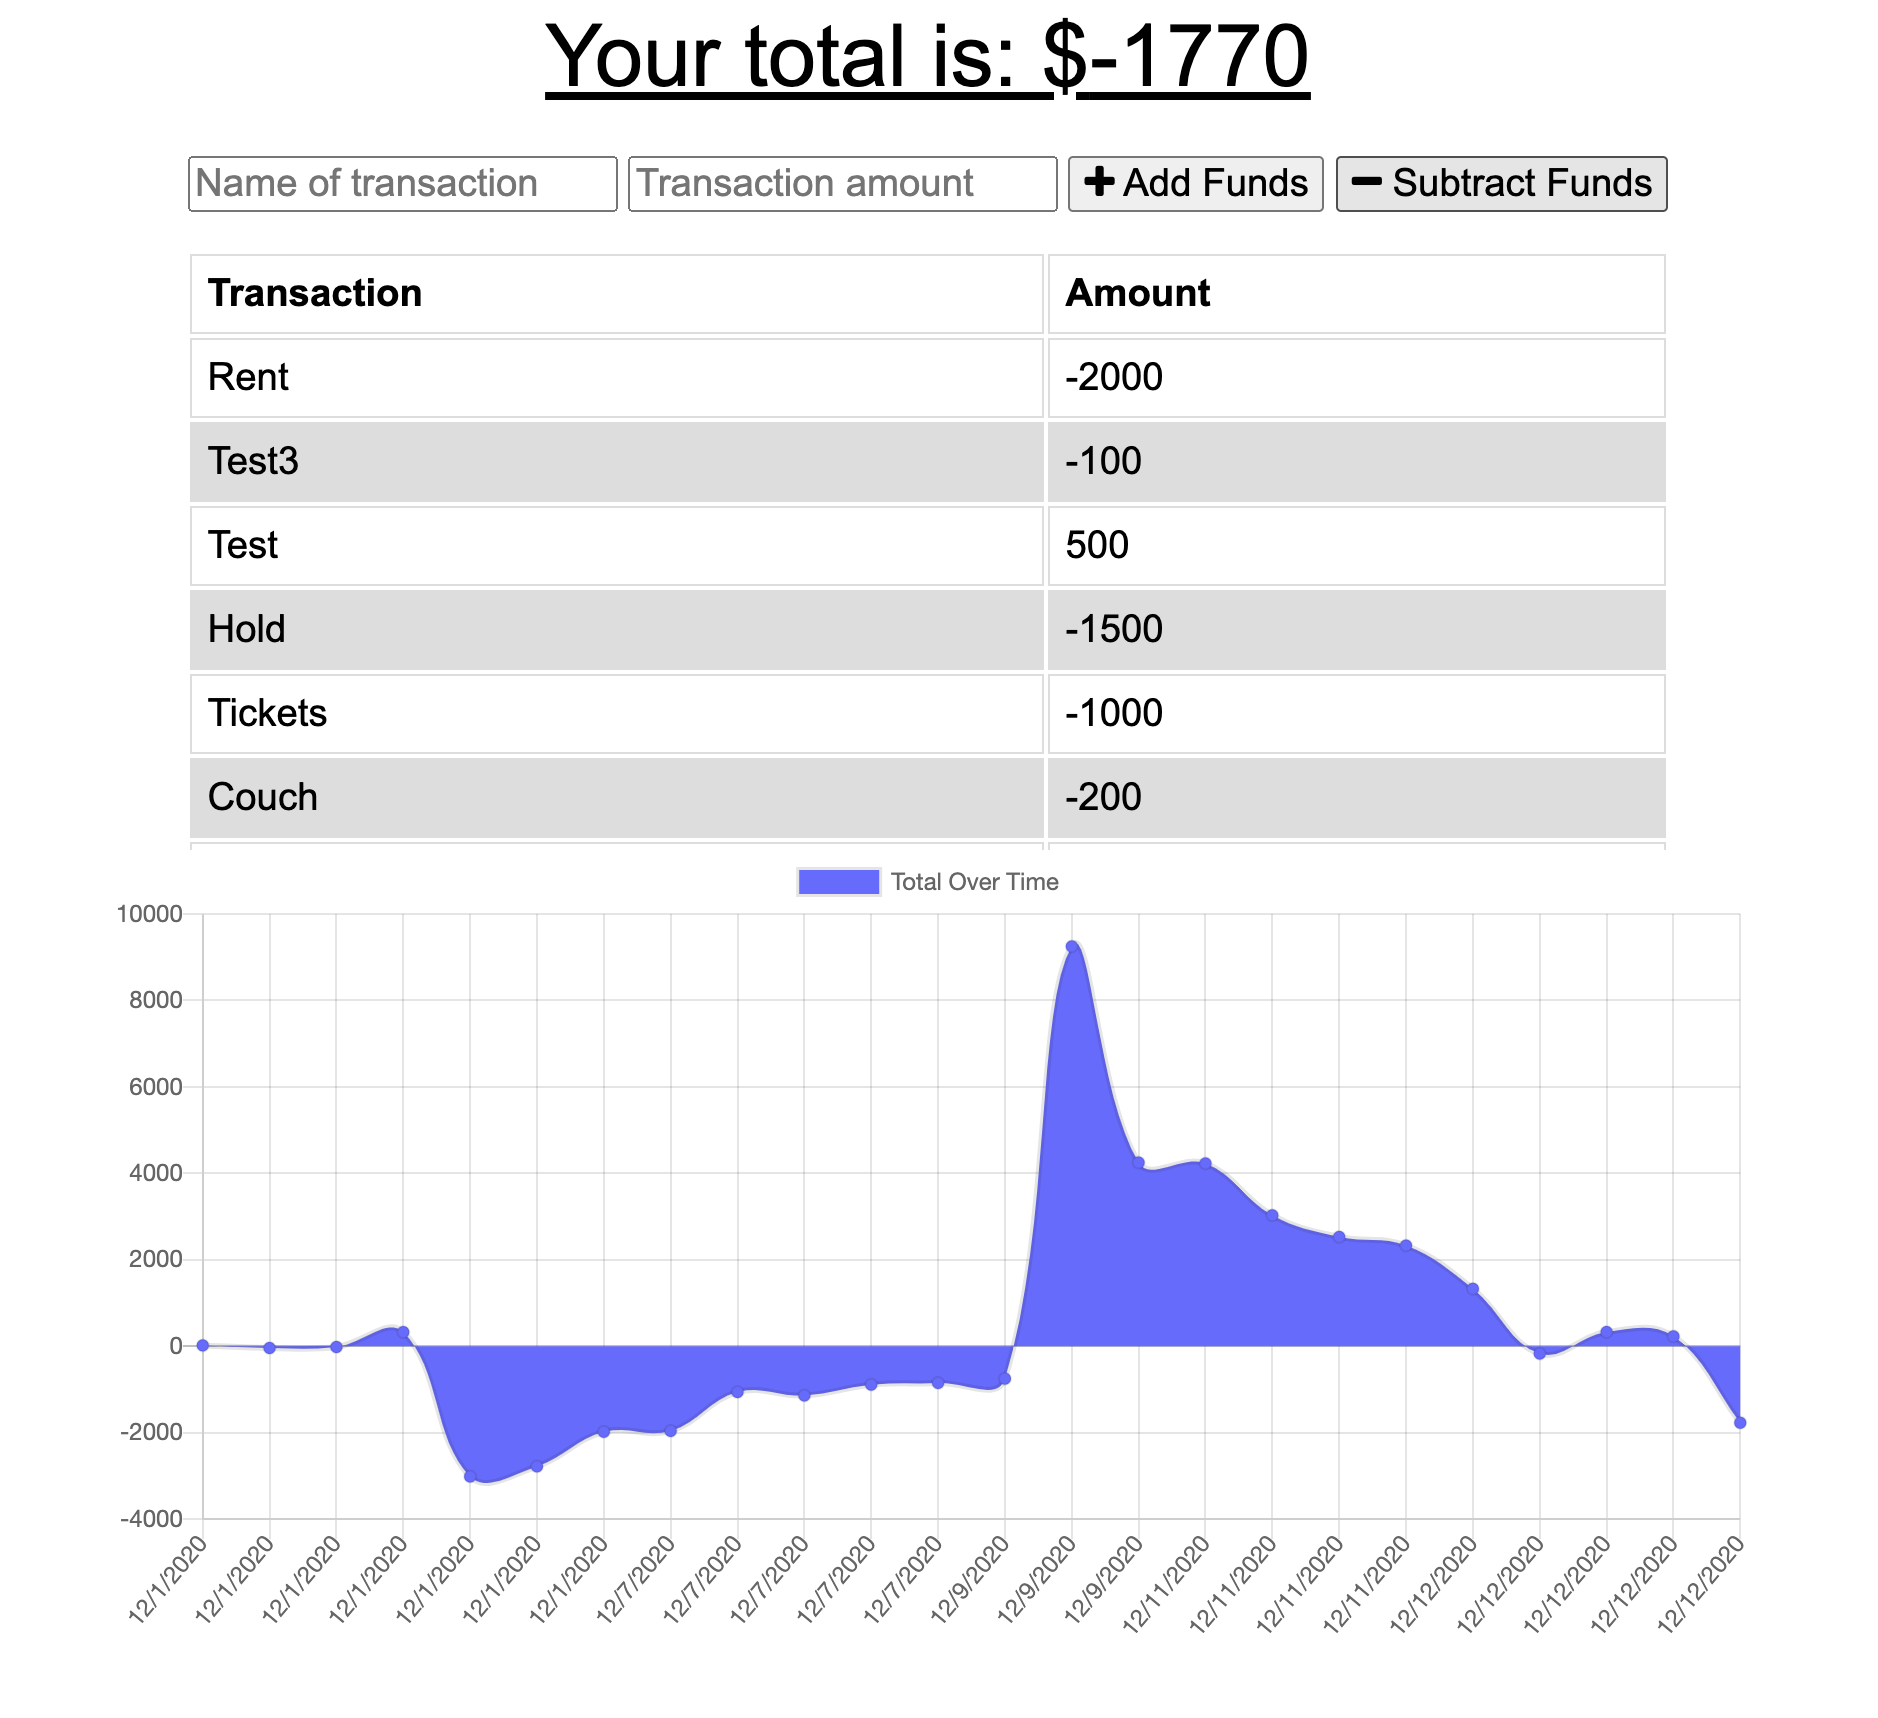 Your total is: $-1770
Name of transaction Transaction amount + Add Funds − Subtract Funds
Transaction Amount
Rent -2000
Test3 -100
Test 500
Hold -1500
Tickets -1000
Couch -200
Total Over Time
10000
8000
6000
4000
2000
0
-2000
-4000
12/1/2020 12/1/2020 12/1/2020 12/1/2020 12/1/2020 12/1/2020 12/1/2020 12/7/2020 12/7/2020 12/7/2020 12/7/2020 12/7/2020 12/9/2020 12/9/2020 12/9/2020 12/11/2020 12/11/2020 12/11/2020 12/11/2020 12/12/2020 12/12/2020 12/12/2020 12/12/2020 12/12/2020